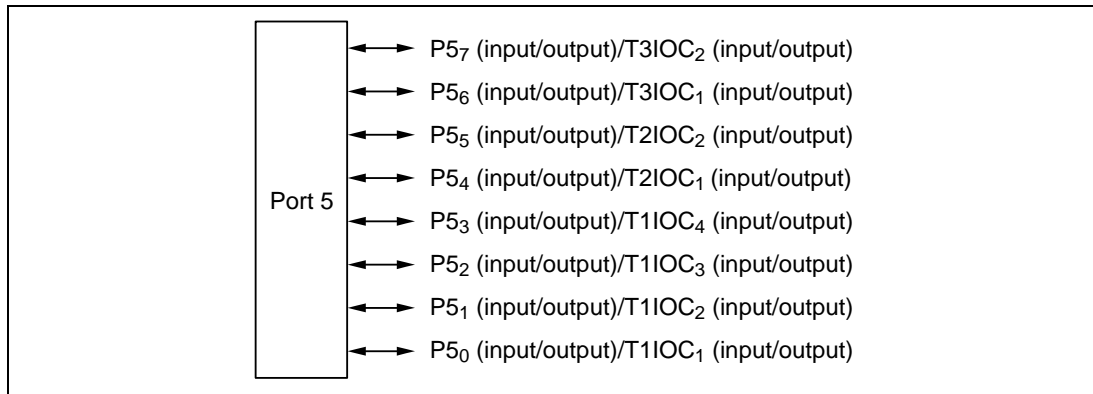 P5₇ (input/output)/T3IOC₂ (input/output)
P5₆ (input/output)/T3IOC₁ (input/output)
P5₅ (input/output)/T2IOC₂ (input/output)
P5₄ (input/output)/T2IOC₁ (input/output)
Port 5
P5₃ (input/output)/T1IOC₄ (input/output)
P5₂ (input/output)/T1IOC₃ (input/output)
P5₁ (input/output)/T1IOC₂ (input/output)
P5₀ (input/output)/T1IOC₁ (input/output)